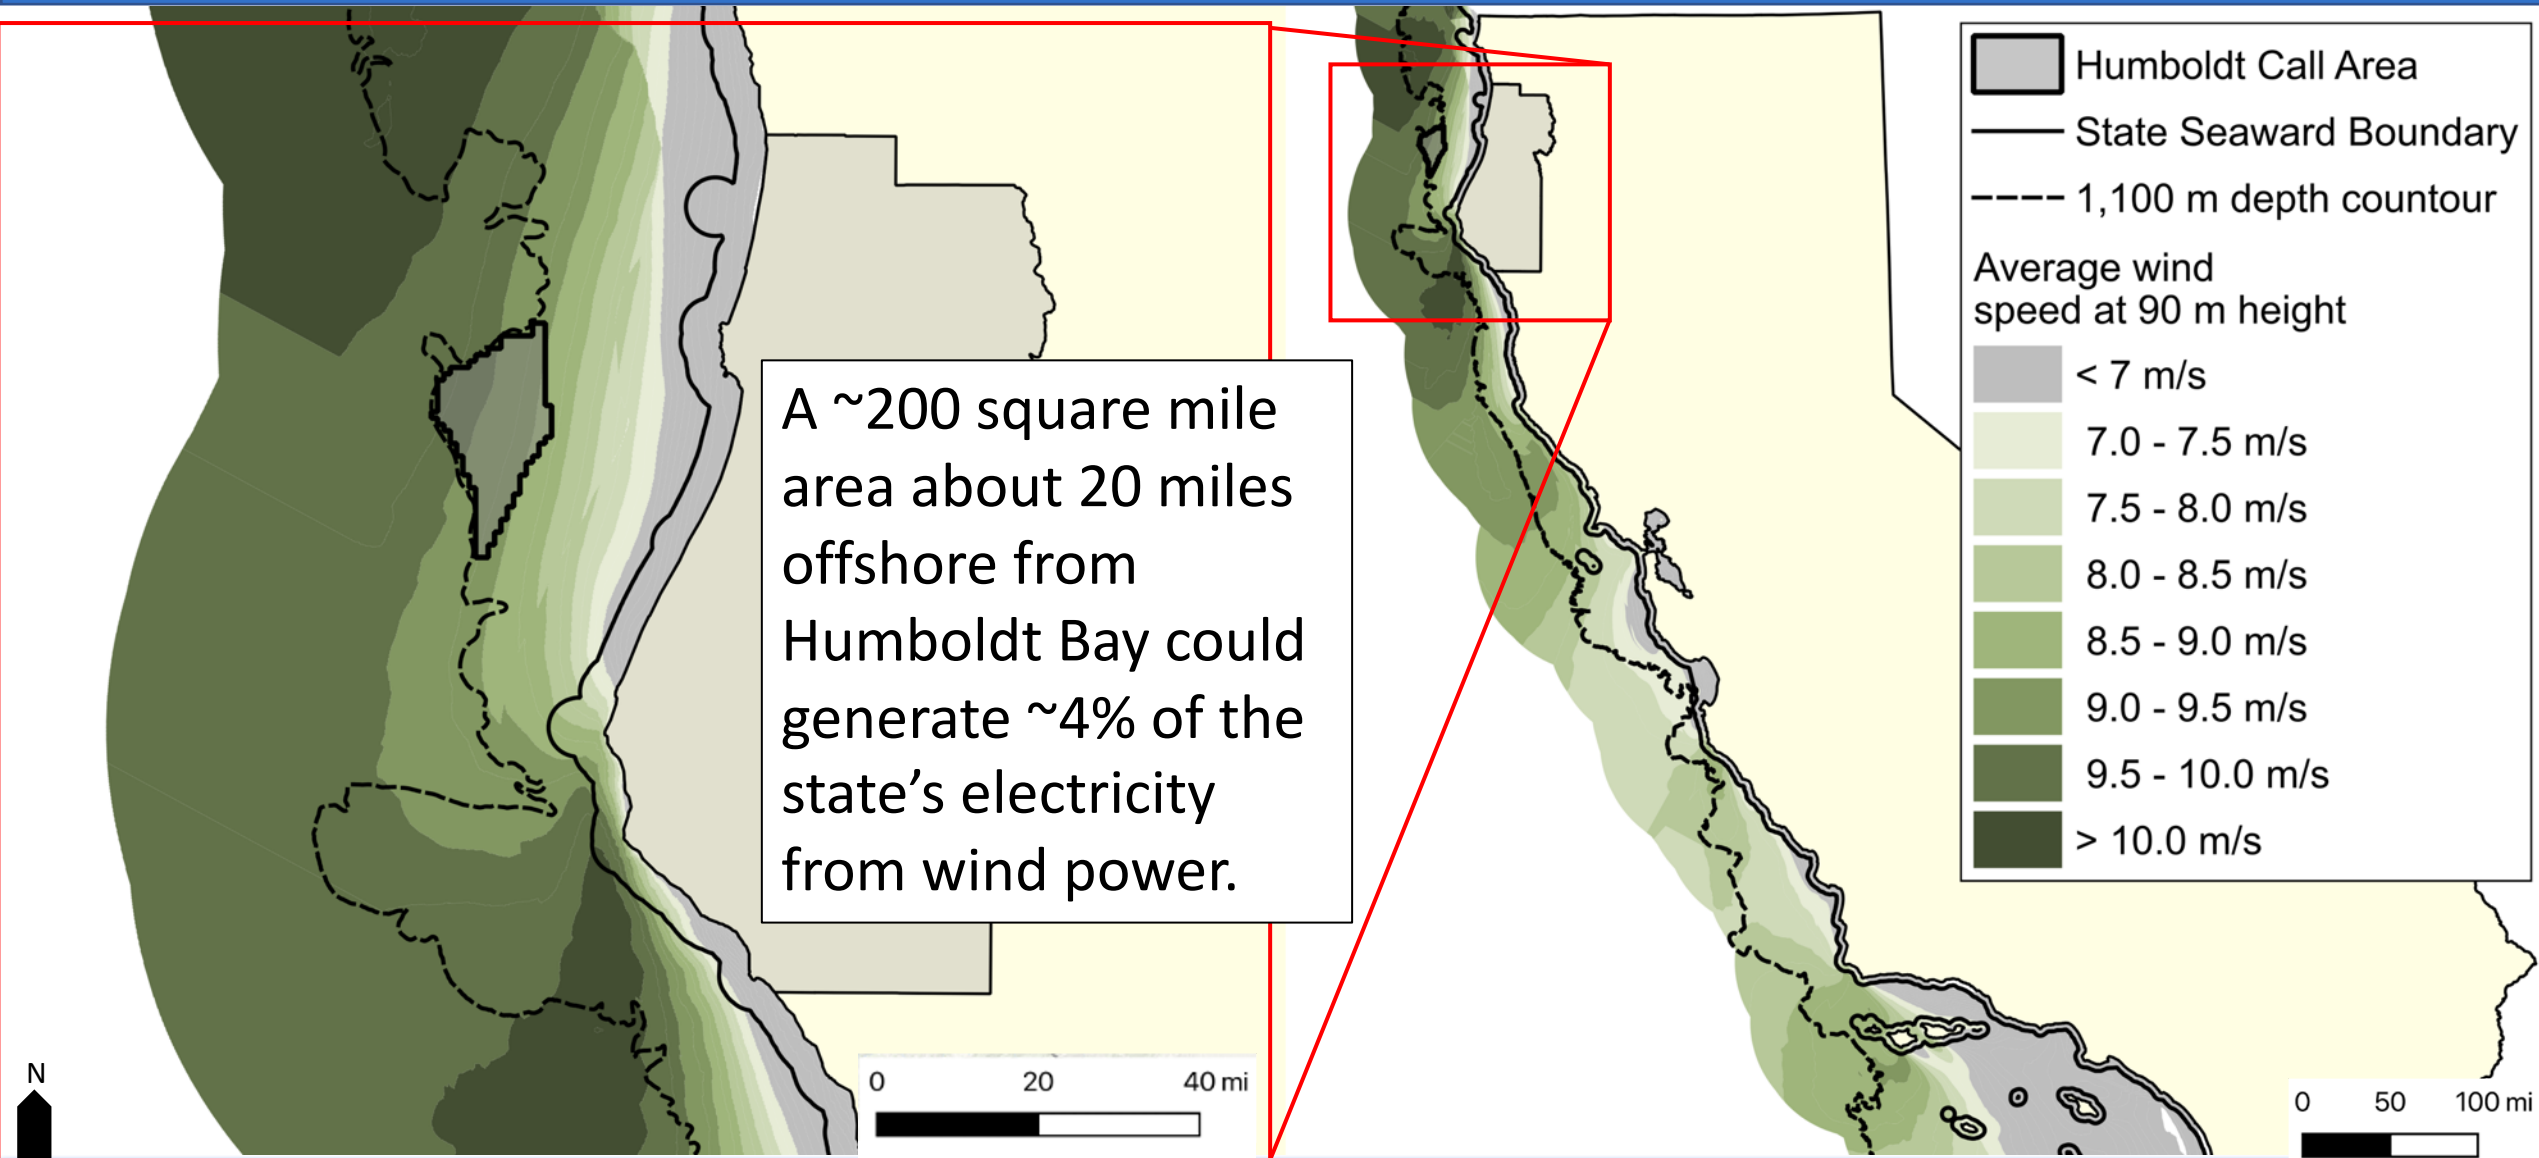 Humboldt Call Area
State Seaward Boundary
1,100 m depth countour
Average wind
speed at 90 m height
< 7 m/s
7.0 - 7.5 m/s
7.5 - 8.0 m/s
8.0 - 8.5 m/s
8.5 - 9.0 m/s
9.0 - 9.5 m/s
9.5 - 10.0 m/s
> 10.0 m/s
A ~200 square mile
area about 20 miles
offshore from
Humboldt Bay could
generate ~4% of the
state’s electricity
from wind power.
N
0 20 40 mi
0 50 100 mi